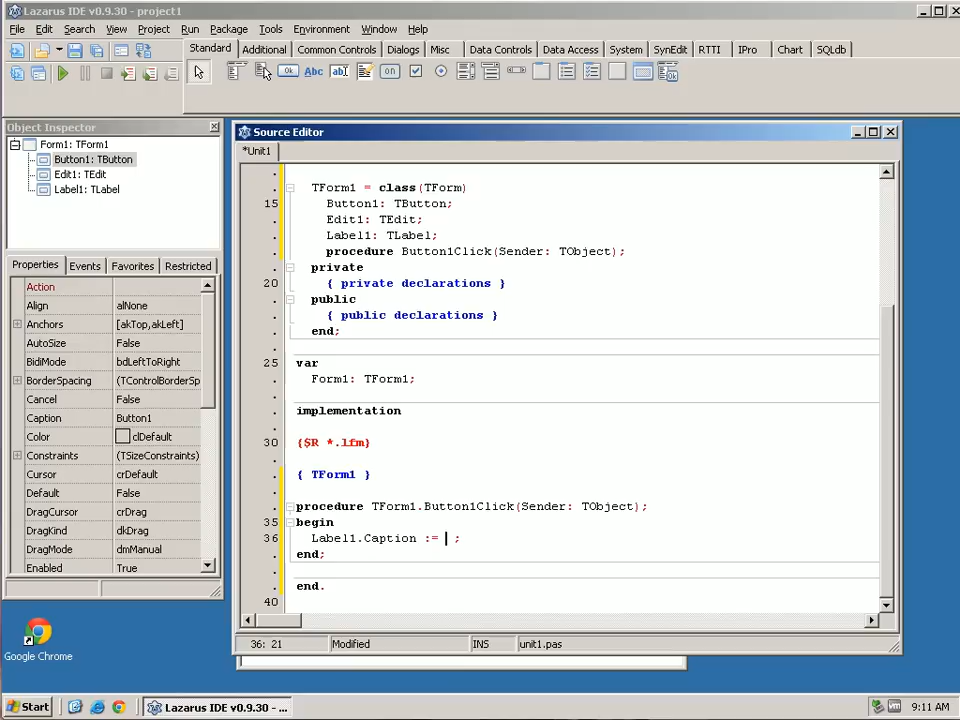 Lazarus IDE v0.9.30 - project1
File Edit Search View Project Run Package Tools Environment Window Help
Standard Additional Common Controls Dialogs Misc Data Controls Data Access System SynEdit RTTI IPro Chart SQLdb
Ok Abc abI on Ok
Object Inspector
Form1: TForm1
Button1: TButton
Edit1: TEdit
Label1: TLabel
Properties Events Favorites Restricted
Action
Align alNone
Anchors [akTop,akLeft]
AutoSize False
BidiMode bdLeftToRight
BorderSpacing (TControlBorderSp
Cancel False
Caption Button1
Color clDefault
Constraints (TSizeConstraints)
Cursor crDefault
Default False
DragCursor crDrag
DragKind dkDrag
DragMode dmManual
Enabled True
Source Editor
*Unit1
TForm1 = class(TForm)
15 Button1: TButton;
Edit1: TEdit;
Label1: TLabel;
procedure Button1Click(Sender: TObject);
private
20 { private declarations }
public
{ public declarations }
end;
25 var
Form1: TForm1;
implementation
30 {$R *.lfm}
{ TForm1 }
procedure TForm1.Button1Click(Sender: TObject);
35 begin
36 Label1.Caption := ;
end;
end.
40
36: 21 Modified INS unit1.pas
Google Chrome
Start Lazarus IDE v0.9.30 - ... 9:11 AM